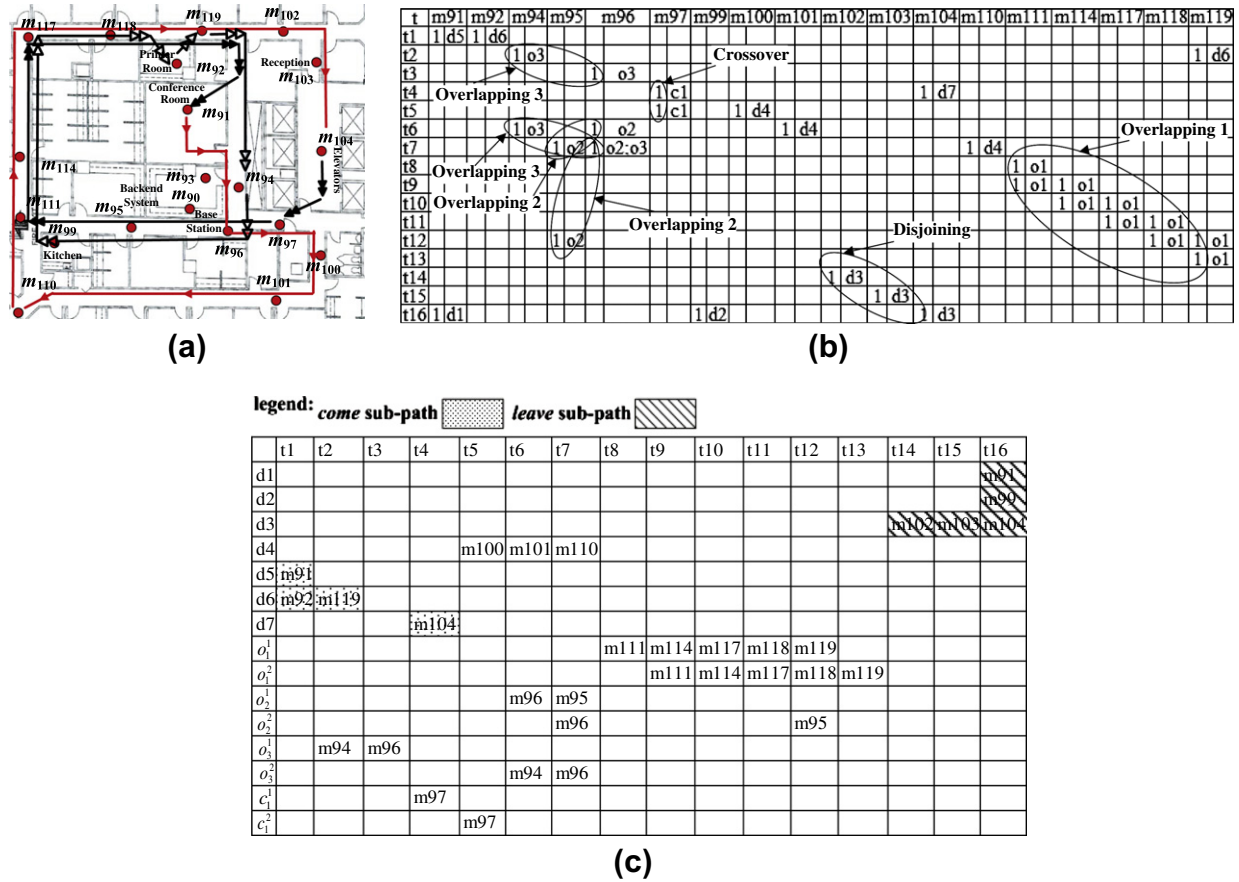 m117 m118 m119 m102
Printer Room
m92
Reception
m103
Conference Room
m91
m104
Elevators
m114
m93
m94
Backend System
m90
m111
m95
Base Station
m99
m97
Kitchen
m96
m100
m110
m101
(a)
t m91 m92 m94 m95 m96 m97 m99 m100 m101 m102 m103 m104 m110 m111 m114 m117 m118 m119
t1 1 d5 1 d6
t2 1 o3 1 d6
t3 1 o3
t4 1 c1 1 d7
t5 1 c1 1 d4
t6 1 o3 1 o2 1 d4
t7 1 o2 1 o2;o3 1 d4
t8 1 o1
t9 1 o1 1 o1
t10 1 o1 1 o1
t11 1 o1 1 o1
t12 1 o2 1 o1 1 o1
t13 1 o1
t14 1 d3
t15 1 d3
t16 1 d1 1 d2 1 d3
Crossover
Overlapping 3
Overlapping 1
Overlapping 3
Overlapping 2
Overlapping 2
Disjoining
(b)
legend: come sub-path leave sub-path
t1 t2 t3 t4 t5 t6 t7 t8 t9 t10 t11 t12 t13 t14 t15 t16
d1 m91
d2 m99
d3 m102 m103 m104
d4 m100 m101 m110
d5 m91
d6 m92 m119
d7 m104
o₁¹ m111 m114 m117 m118 m119
o₁² m111 m114 m117 m118 m119
o₂¹ m96 m95
o₂² m96 m95
o₃¹ m94 m96
o₃² m94 m96
c₁¹ m97
c₁² m97
(c)